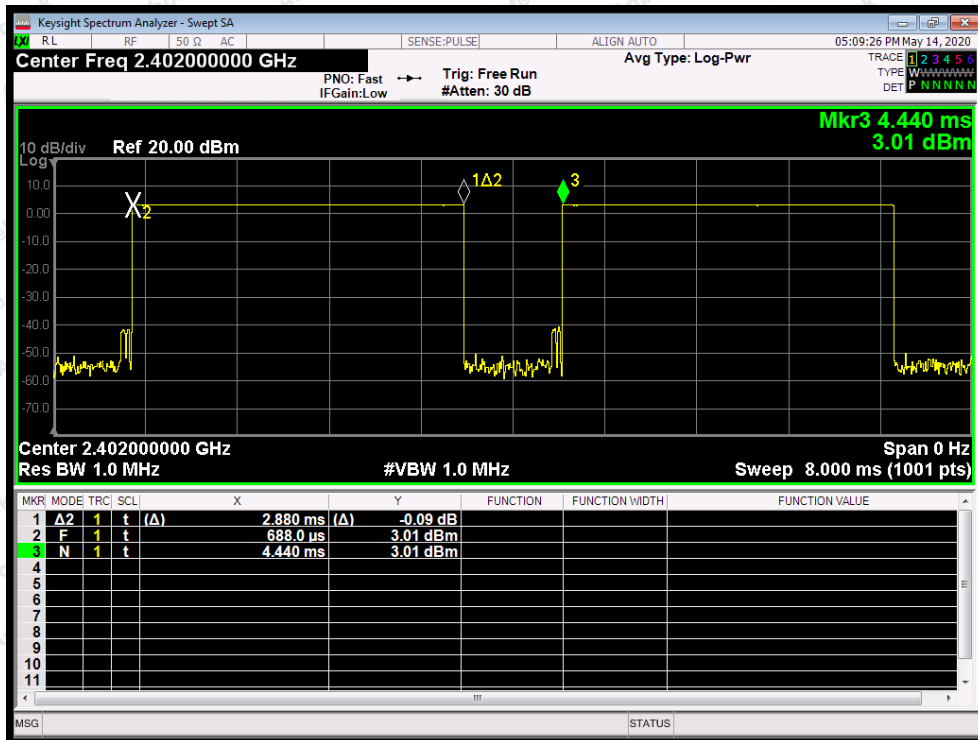 Keysight Spectrum Analyzer - Swept SA
LXI RL RF 50 Ω AC SENSE:PULSE ALIGN AUTO 05:09:26 PM May 14, 2020
Center Freq 2.402000000 GHz Avg Type: Log-Pwr TRACE 1 2 3 4 5 6
PNO: Fast Trig: Free Run TYPE WWWWWW
IFGain:Low #Atten: 30 dB DET P N N N N N
Mkr3 4.440 ms
10 dB/div Ref 20.00 dBm 3.01 dBm
Log
10.0
0.00
-10.0
-20.0
-30.0
-40.0
-50.0
-60.0
-70.0
X2 1Δ2 3
Center 2.402000000 GHz Span 0 Hz
Res BW 1.0 MHz #VBW 1.0 MHz Sweep 8.000 ms (1001 pts)
MKR MODE TRC SCL X Y FUNCTION FUNCTION WIDTH FUNCTION VALUE
1 Δ2 1 t (Δ) 2.880 ms (Δ) -0.09 dB
2 F 1 t 688.0 µs 3.01 dBm
3 N 1 t 4.440 ms 3.01 dBm
4
5
6
7
8
9
10
11
MSG STATUS